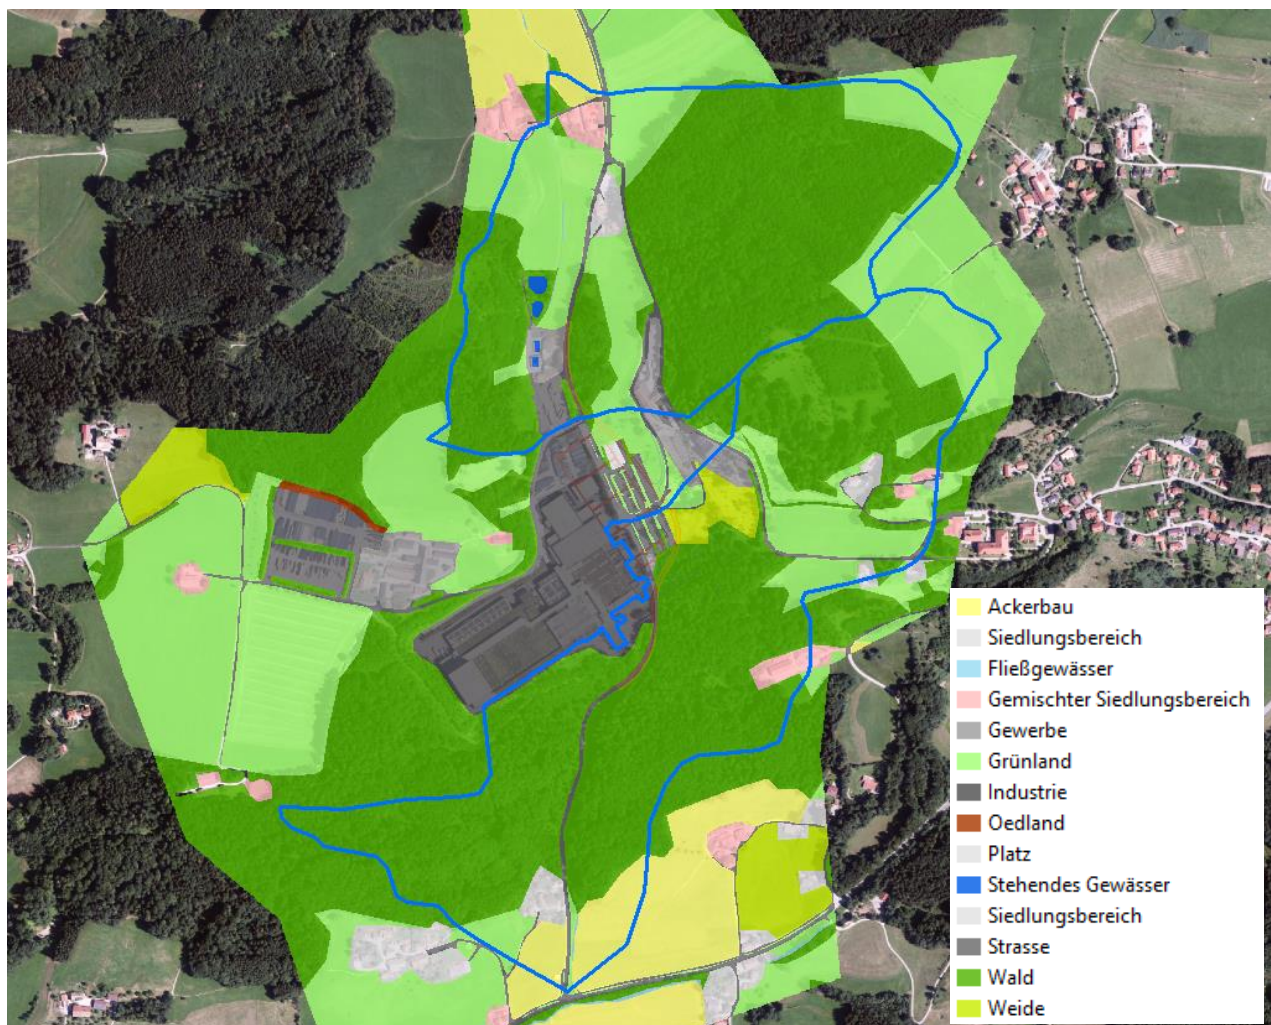 Ackerbau
Siedlungsbereich
Fließgewässer
Gemischter Siedlungsbereich
Gewerbe
Grünland
Industrie
Oedland
Platz
Stehendes Gewässer
Siedlungsbereich
Strasse
Wald
Weide